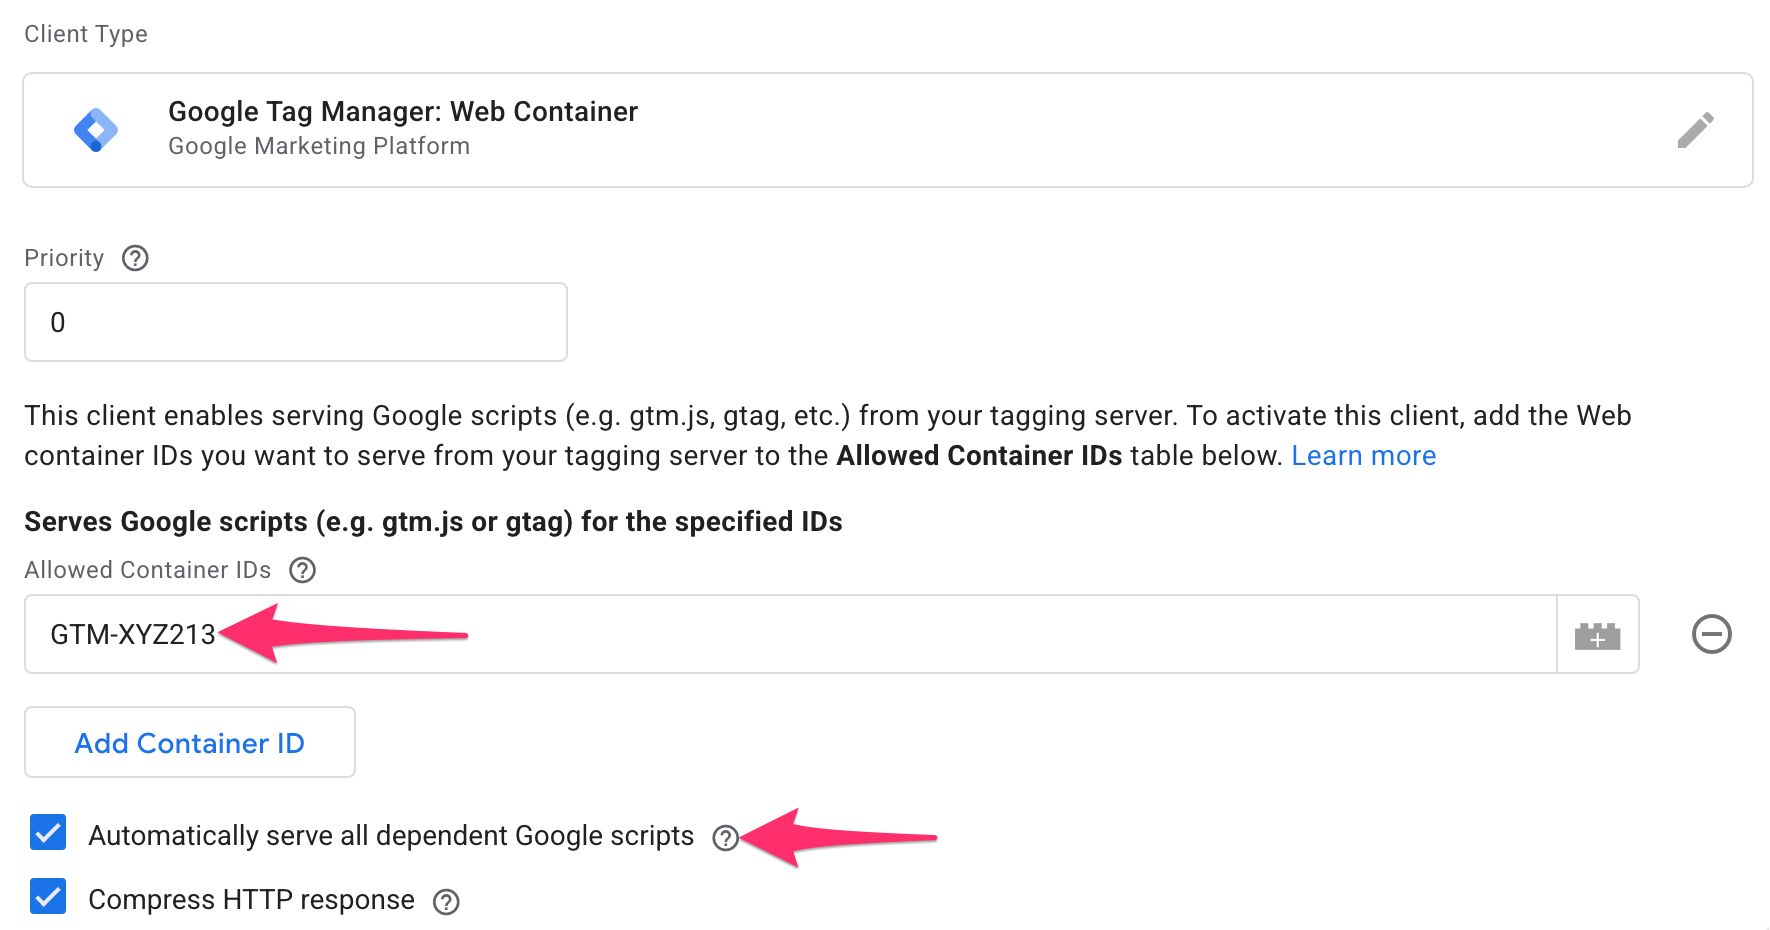 Client Type
Google Tag Manager: Web Container
Google Marketing Platform
Priority
0
This client enables serving Google scripts (e.g. gtm.js, gtag, etc.) from your tagging server. To activate this client, add the Web
container IDs you want to serve from your tagging server to the Allowed Container IDs table below. Learn more
Serves Google scripts (e.g. gtm.js or gtag) for the specified IDs
Allowed Container IDs
GTM-XYZ213
Add Container ID
Automatically serve all dependent Google scripts
Compress HTTP response